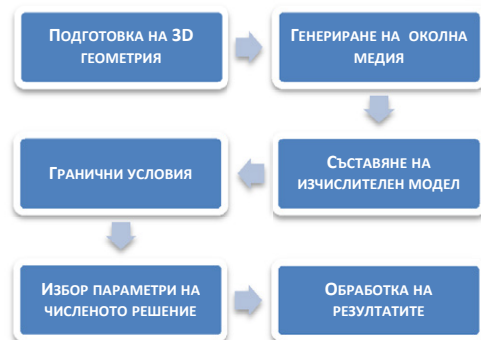 ПОДГОТОВКА НА 3D
ГЕОМЕТРИЯ
ГЕНЕРИРАНЕ НА ОКОЛНА
МЕДИЯ
ГРАНИЧНИ УСЛОВИЯ
СЪСТАВЯНЕ НА
ИЗЧИСЛИТЕЛЕН МОДЕЛ
ИЗБОР ПАРАМЕТРИ НА
ЧИСЛЕНОТО РЕШЕНИЕ
ОБРАБОТКА НА
РЕЗУЛТАТИТЕ